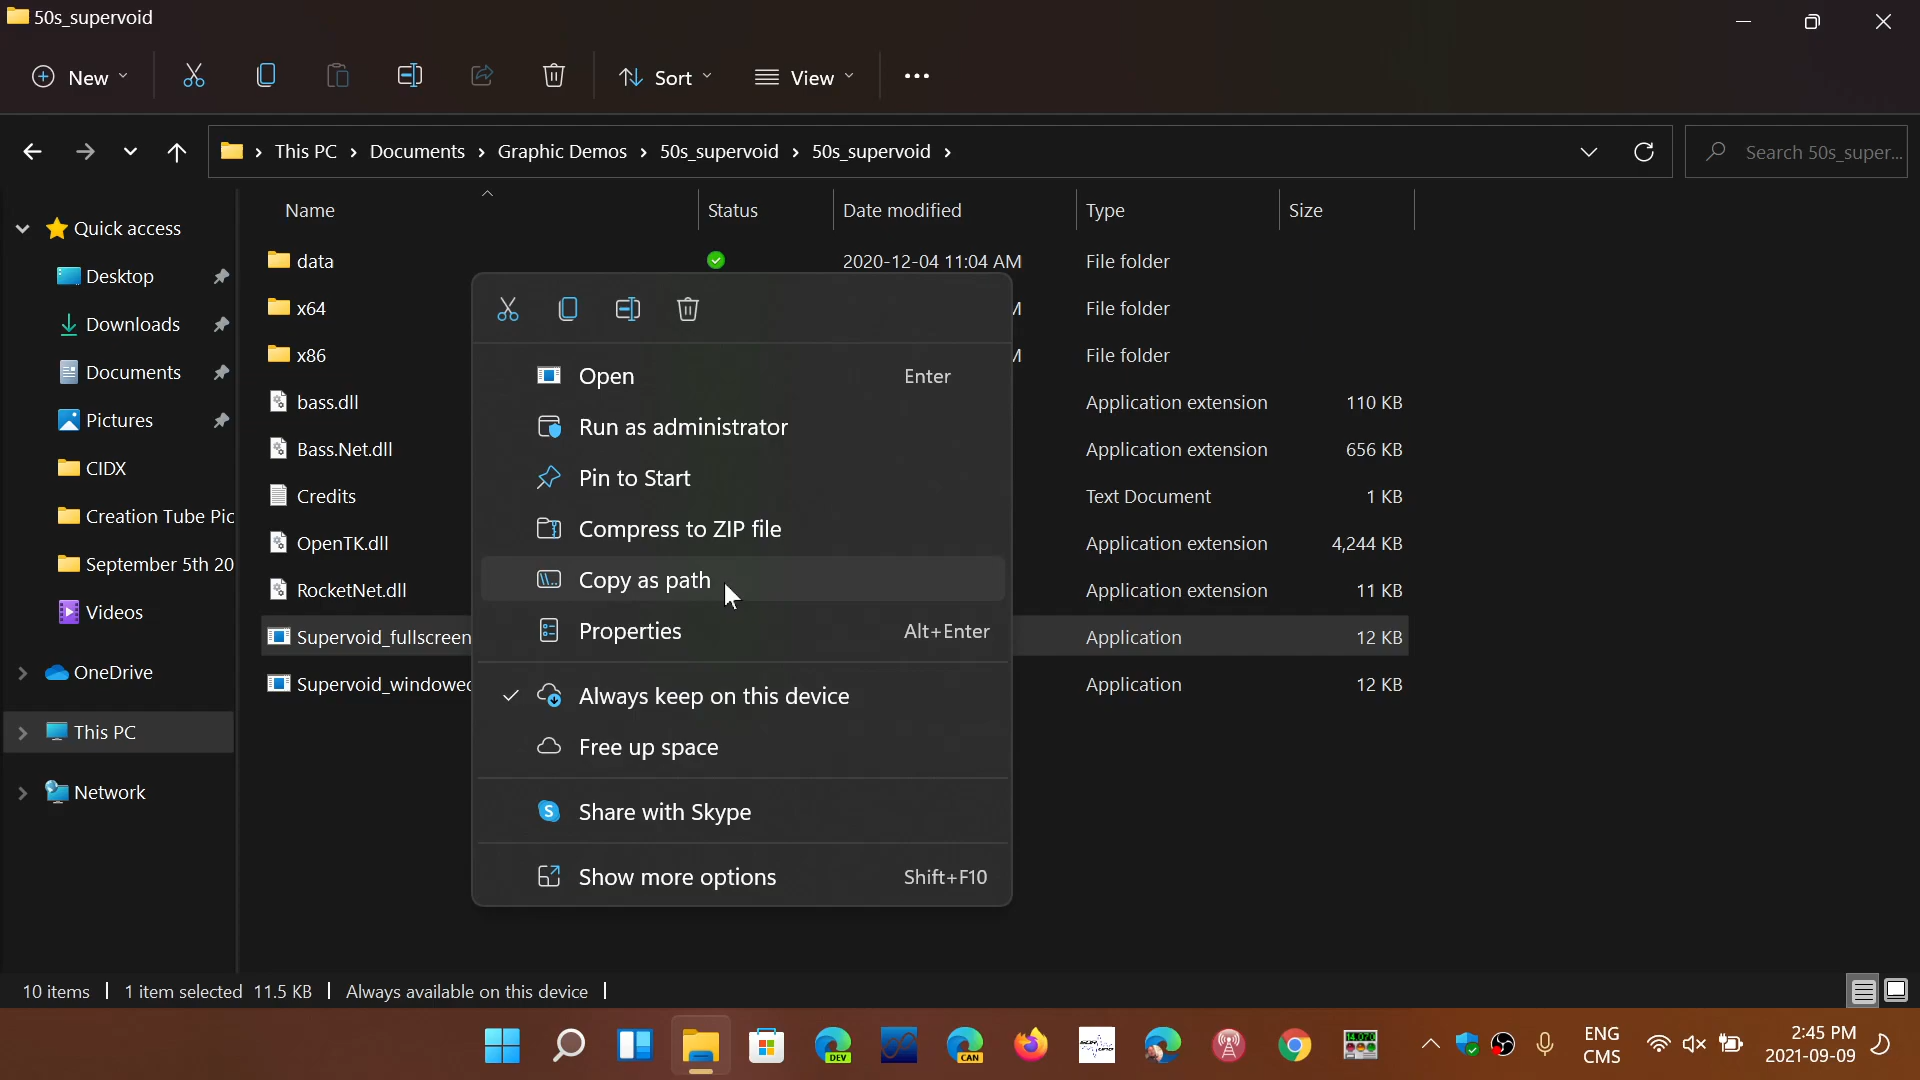 50s_supervoid
New
Sort
View
This PC > Documents > Graphic Demos > 50s_supervoid > 50s_supervoid >
Search 50s_super...
Name Status Date modified Type Size
Quick access
Desktop
Downloads
Documents
Pictures
CIDX
Creation Tube Pic
September 5th 20
Videos
OneDrive
This PC
Network
data 2020-12-04 11:04 AM File folder
x64 File folder
x86 File folder
bass.dll Application extension 110 KB
Bass.Net.dll Application extension 656 KB
Credits Text Document 1 KB
OpenTK.dll Application extension 4,244 KB
RocketNet.dll Application extension 11 KB
Supervoid_fullscreen Application 12 KB
Supervoid_windowed Application 12 KB
Open Enter
Run as administrator
Pin to Start
Compress to ZIP file
Copy as path
Properties Alt+Enter
Always keep on this device
Free up space
Share with Skype
Show more options Shift+F10
10 items 1 item selected 11.5 KB Always available on this device
DEV
CAN
14.070
ENG
CMS
2:45 PM
2021-09-09